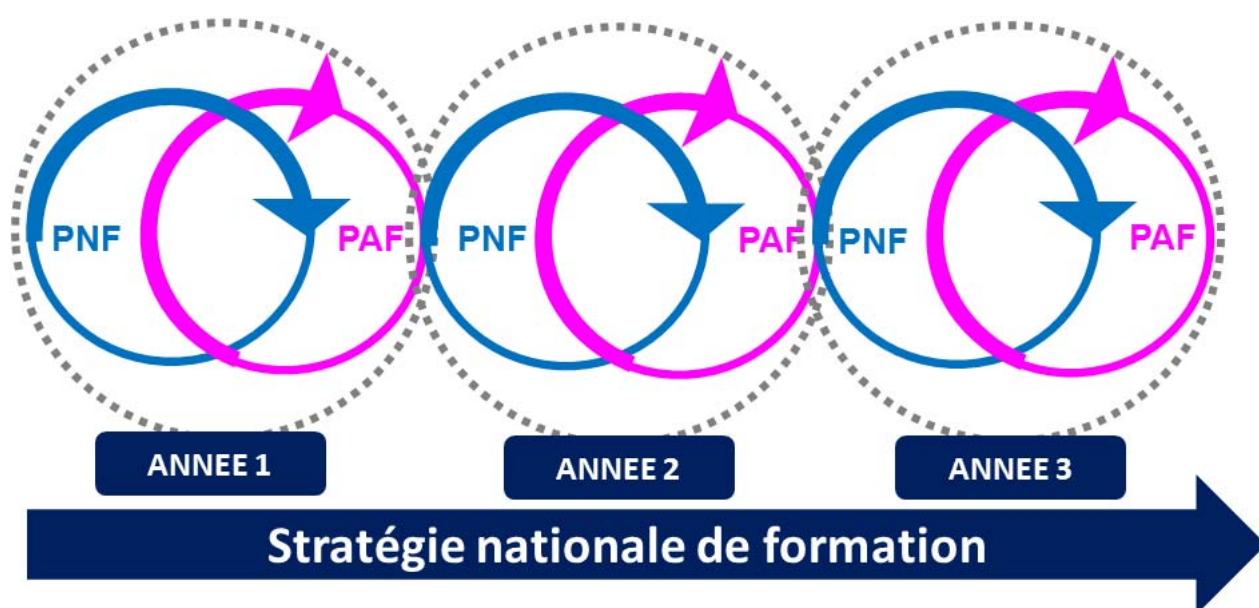 PNF
PAF
PNF
PAF
PNF
PAF
ANNEE 1
ANNEE 2
ANNEE 3
Stratégie nationale de formation